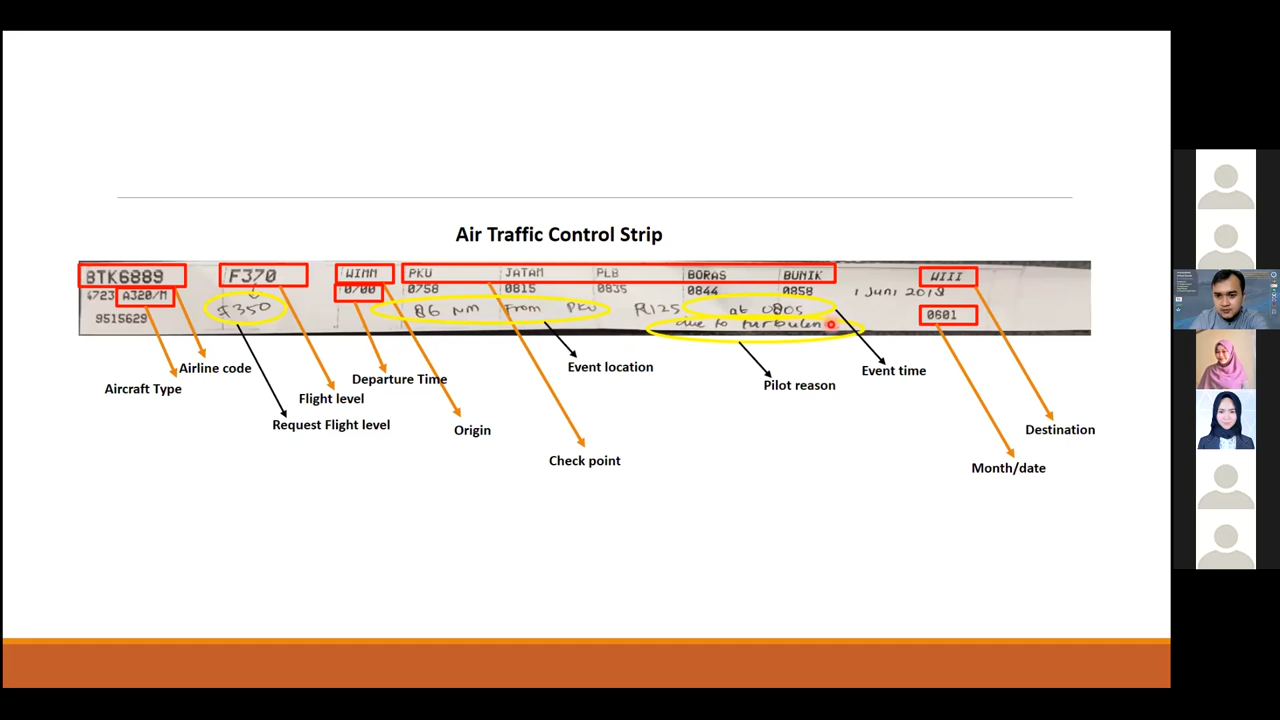 Air Traffic Control Strip
BTK6889 F370 WIMM PKU JATAM PLB BORAS BUNIK WIII
4723 A320/M 0700 0758 0815 0835 0844 0858 1 Juni 2018
F350 86 NM From PKU R125 at 0805 0601
9515629 due to turbulen
Airline code
Aircraft Type
Flight level
Request Flight level
Departure Time
Origin
Event location
Check point
Pilot reason
Event time
Destination
Month/date